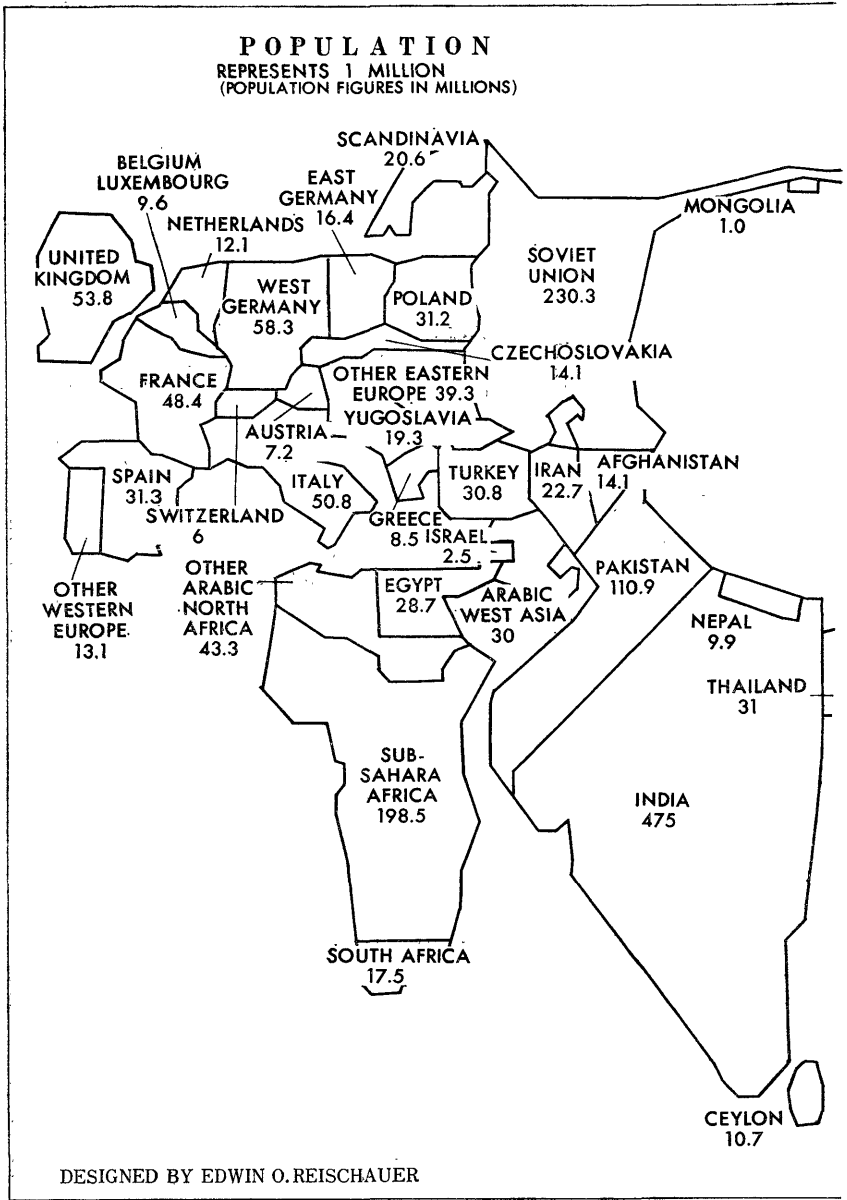 POPULATION
REPRESENTS 1 MILLION
(POPULATION FIGURES IN MILLIONS)
SCANDINAVIA
20.6
BELGIUM
LUXEMBOURG
9.6
EAST
GERMANY
16.4
NETHERLANDS
12.1
MONGOLIA
1.0
UNITED
KINGDOM
53.8
WEST
GERMANY
58.3
POLAND
31.2
SOVIET
UNION
230.3
CZECHOSLOVAKIA
14.1
FRANCE
48.4
OTHER EASTERN
EUROPE 39.3
YUGOSLAVIA
19.3
AUSTRIA
7.2
SPAIN
31.3
ITALY
50.8
TURKEY
30.8
IRAN
22.7
AFGHANISTAN
14.1
SWITZERLAND
6
GREECE
8.5
ISRAEL
2.5
OTHER
WESTERN
EUROPE
13.1
OTHER
ARABIC
NORTH
AFRICA
43.3
EGYPT
28.7
ARABIC
WEST ASIA
30
PAKISTAN
110.9
NEPAL
9.9
THAILAND
31
SUB-
SAHARA
AFRICA
198.5
INDIA
475
SOUTH AFRICA
17.5
CEYLON
10.7
DESIGNED BY EDWIN O. REISCHAUER